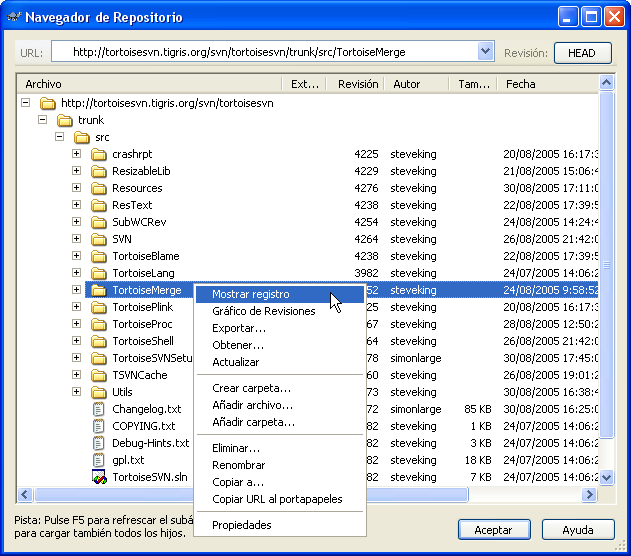 Navegador de Repositorio
URL: http://tortoisesvn.tigris.org/svn/tortoisesvn/trunk/src/TortoiseMerge Revisión: HEAD
Archivo Ext... Revisión Autor Tam... Fecha
http://tortoisesvn.tigris.org/svn/tortoisesvn
trunk
src
crashrpt 4225 steveking 20/08/2005 16:17:3
ResizableLib 4229 steveking 21/08/2005 15:06:4
Resources 4276 steveking 30/08/2005 17:11:0
ResText 4238 steveking 22/08/2005 17:39:5
SubWCRev 4254 steveking 24/08/2005 14:24:4
SVN 4264 steveking 26/08/2005 21:42:0
TortoiseBlame 4238 steveking 22/08/2005 17:39:5
TortoiseLang 3982 steveking 24/07/2005 14:06:2
TortoiseMerge 52 steveking 24/08/2005 9:58:52
TortoisePlink steveking 20/08/2005 16:17:3
TortoiseProc 67 steveking 28/08/2005 12:50:2
TortoiseShell 64 steveking 26/08/2005 21:42:0
TortoiseSVNSetu 78 simonlarge 30/08/2005 17:45:1
TSVNCache 60 steveking 26/08/2005 19:01:2
Utils steveking 30/08/2005 16:38:4
Changelog.txt 72 simonlarge 85 KB 30/08/2005 16:25:0
COPYING.txt 82 steveking 1 KB 24/07/2005 14:06:2
Debug-Hints.txt 82 steveking 4 KB 24/07/2005 14:06:2
gpl.txt 82 steveking 18 KB 24/07/2005 14:06:2
TortoiseSVN.sln 82 steveking 7 KB 24/07/2005 14:06:2
Mostrar registro
Gráfico de Revisiones
Exportar...
Obtener...
Actualizar
Crear carpeta...
Añadir archivo...
Añadir carpeta...
Eliminar...
Renombrar
Copiar a...
Copiar URL al portapapeles
Propiedades
Pista: Pulse F5 para refrescar el subá
para cargar también todos los hijos.
Aceptar Ayuda